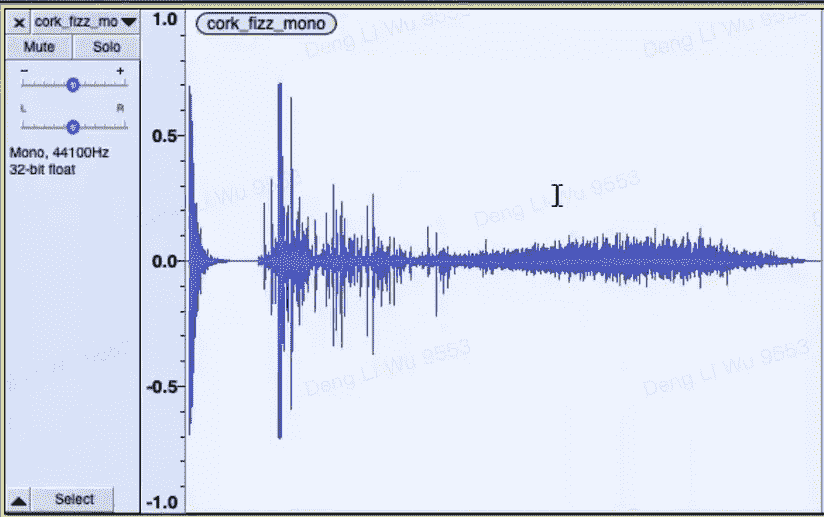 × cork_fizz_mo ▼
Mute Solo
− +
L R
Mono, 44100Hz
32-bit float
▲ Select
1.0
0.5
0.0
-0.5
-1.0
cork_fizz_mono
Deng Li Wu 9553
Deng Li Wu 9553
Deng Li Wu 9553
Deng Li Wu 9553
Deng Li Wu 9553
Deng Li Wu 9553